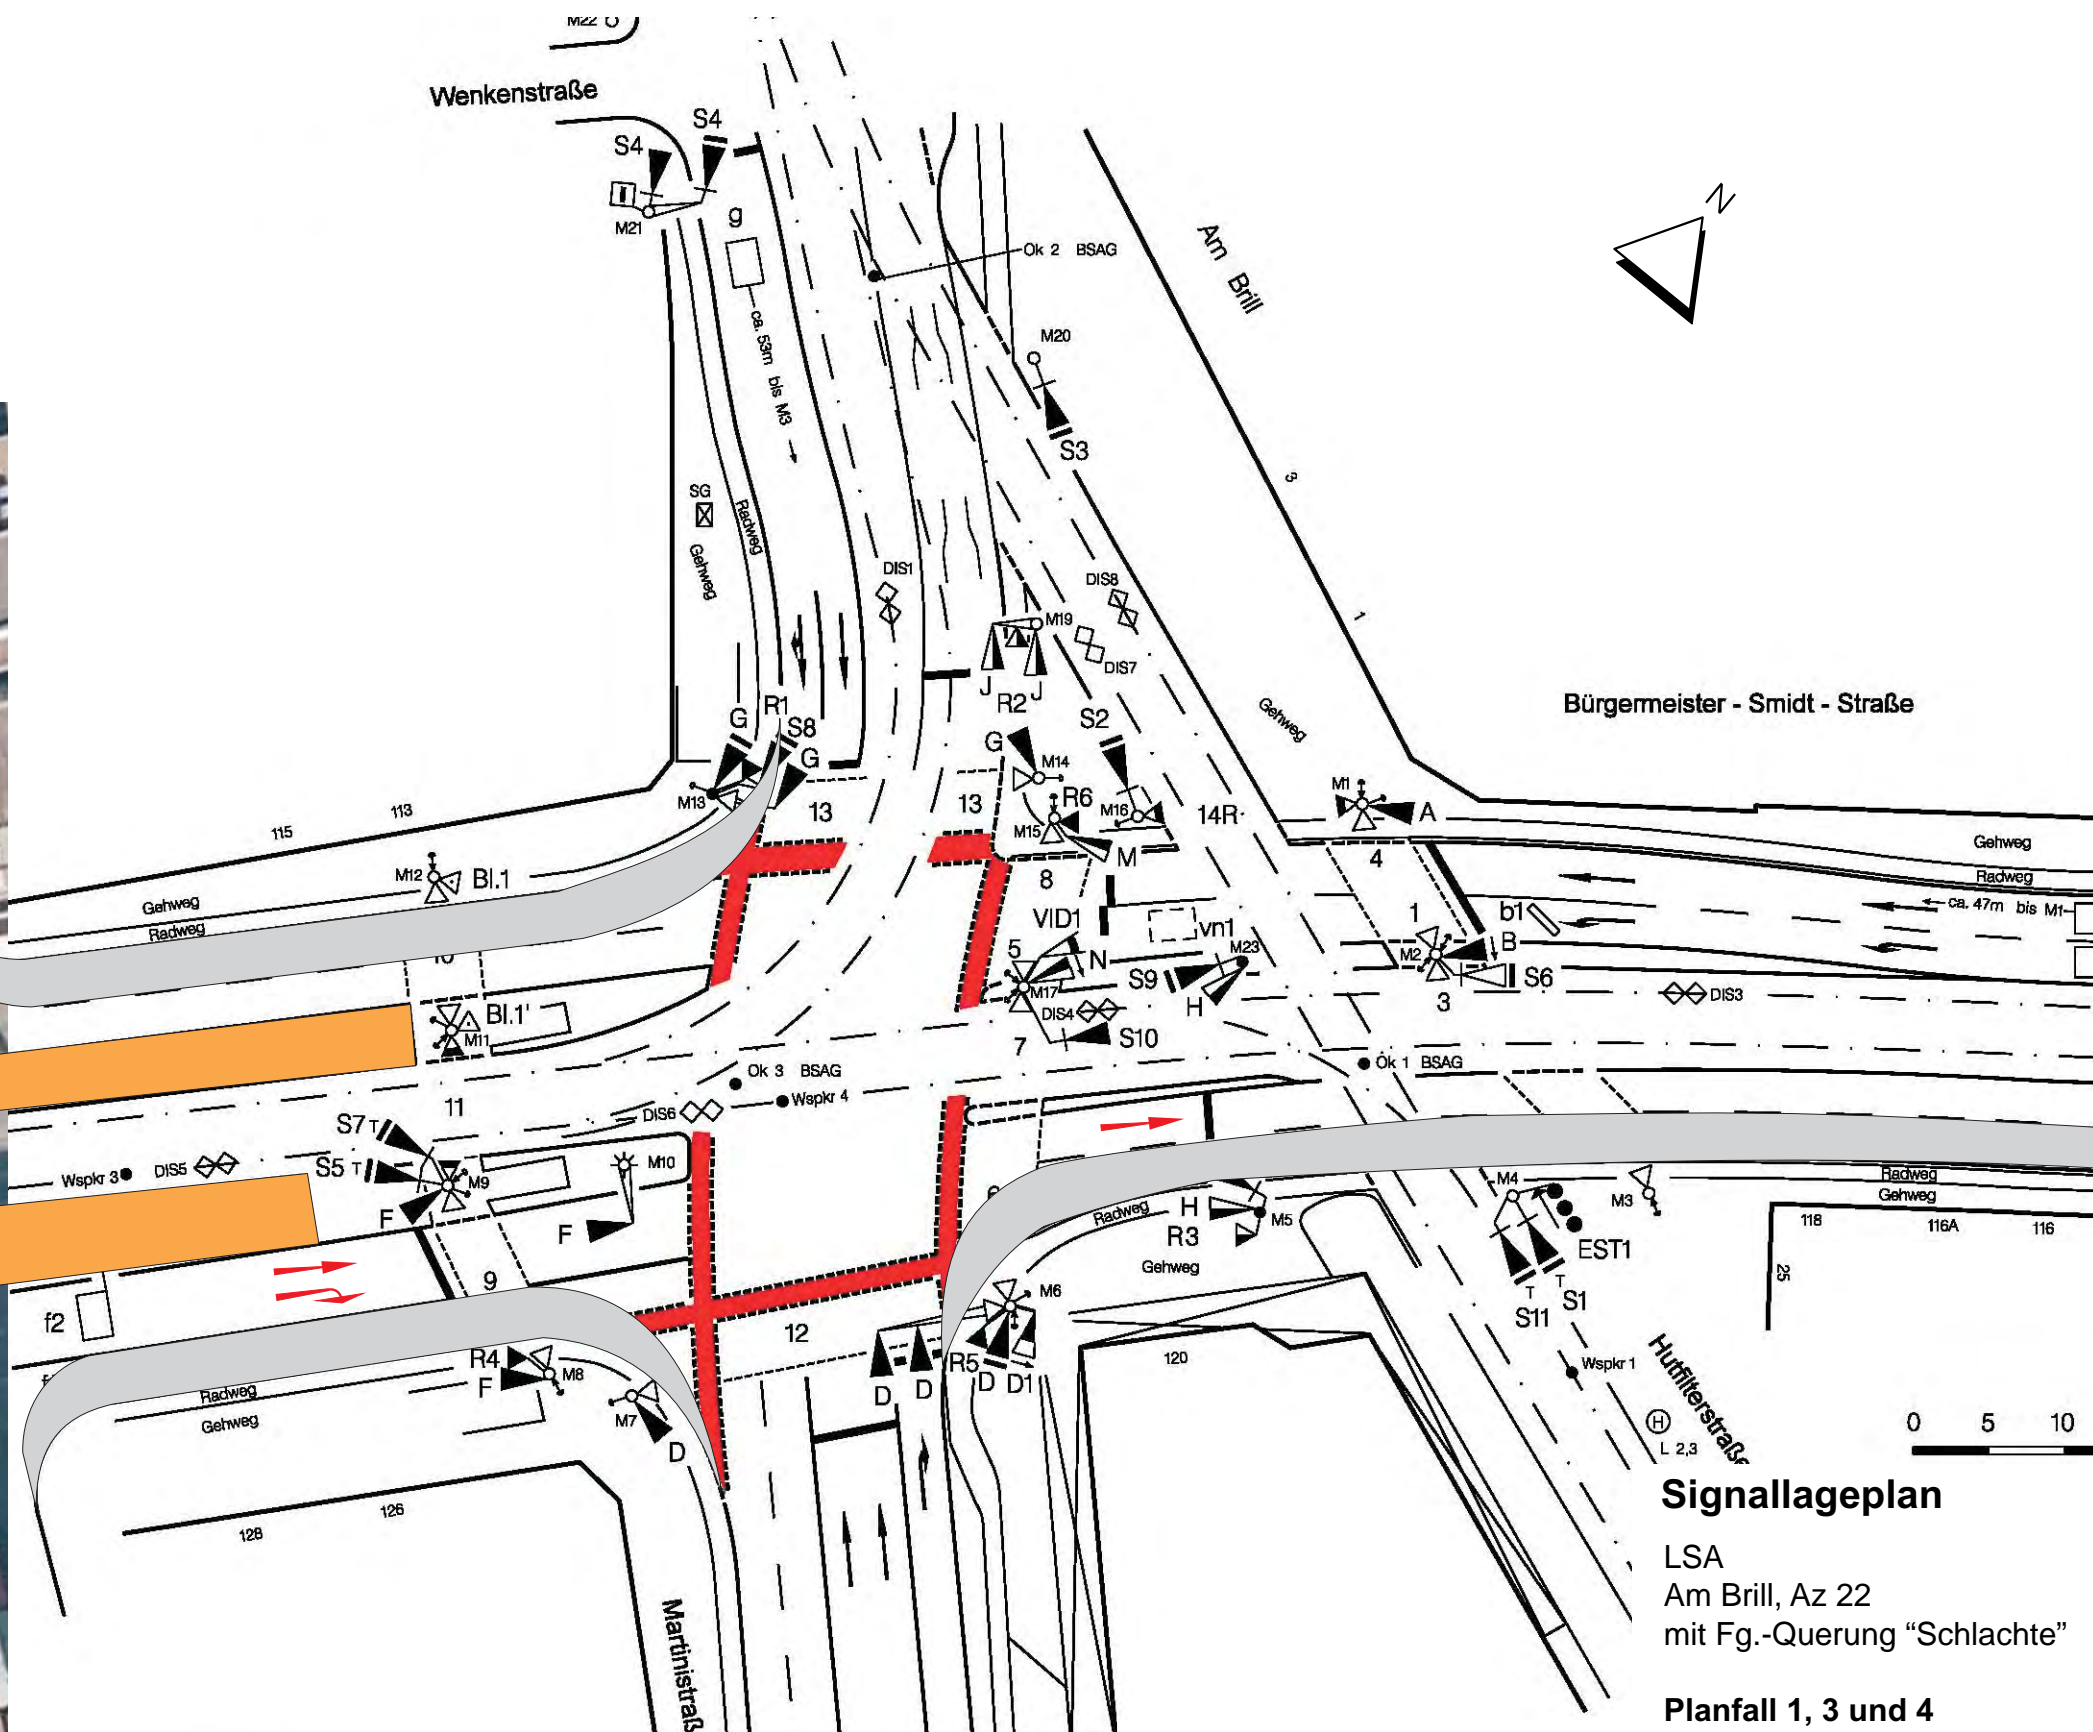 M22
Wenkenstraße
S4
S4
M21
g
ca. 53m bis M3
Ok 2 BSAG
Am Brill
N
M20
S3
3
1
SG
Radweg
Gehweg
DIS1
DIS8
M19
DIS7
J
R2
J
S2
Gehweg
Bürgermeister - Smidt - Straße
G
R1
S8
G
M13
13
G
M14
13
R6
M15
M16
14R
M
M1
A
4
Gehweg
Radweg
ca. 47m bis M1
115
113
M12
Bl.1
Gehweg
Radweg
8
VID1
vn1
5
N
M17
S9
M23
H
1
b1
B
M2
S6
3
DIS3
DIS4
7
S10
Bl.1'
M11
Ok 3 BSAG
Wspkr 4
Ok 1 BSAG
11
DIS6
S7 T
S5 T
Wspkr 3
DIS5
M9
M10
F
F
9
f2
12
Radweg
H
R3
M5
Gehweg
M6
M4
M3
EST1
T
S11
T
S1
Radweg
Gehweg
118
116A
116
25
R4
F
M8
M7
D
D
D
R5
D
D1
120
Radweg
Gehweg
128
126
Wspkr 1
H
L 2,3
Hutfilterstraße
0 5 10
Martinistraß
Signallageplan
LSA
Am Brill, Az 22
mit Fg.-Querung “Schlachte”
Planfall 1, 3 und 4